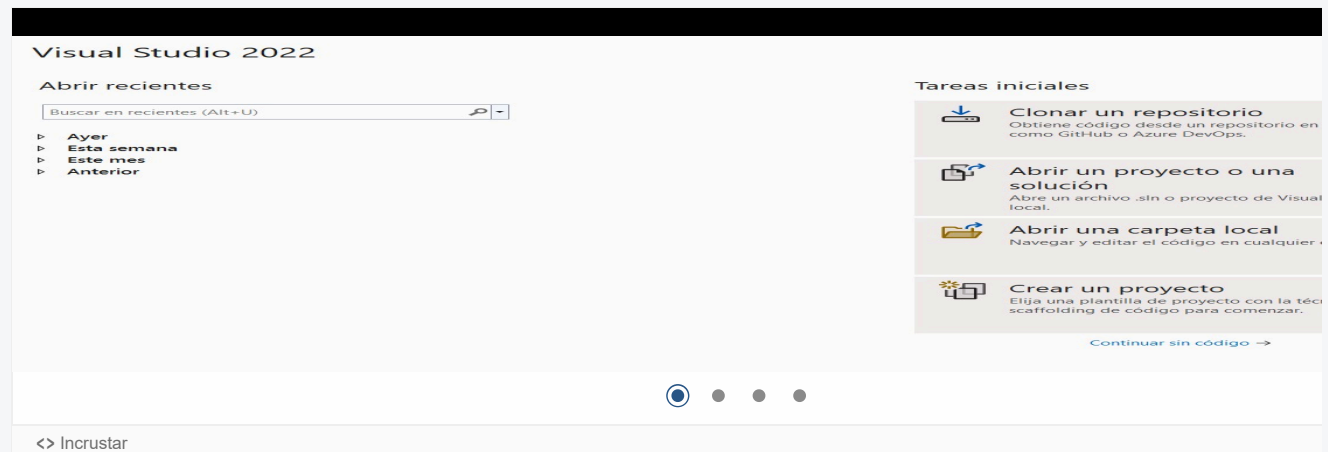 Visual Studio 2022
Abrir recientes
Buscar en recientes (Alt+U)
Ayer
Esta semana
Este mes
Anterior
Tareas iniciales
Clonar un repositorio
Obtiene código desde un repositorio en
como GitHub o Azure DevOps.
Abrir un proyecto o una
solución
Abre un archivo .sln o proyecto de Visual
local.
Abrir una carpeta local
Navegar y editar el código en cualquier
Crear un proyecto
Elija una plantilla de proyecto con la
scaffolding de código para comenzar.
Continuar sin código →
<> Incrustar